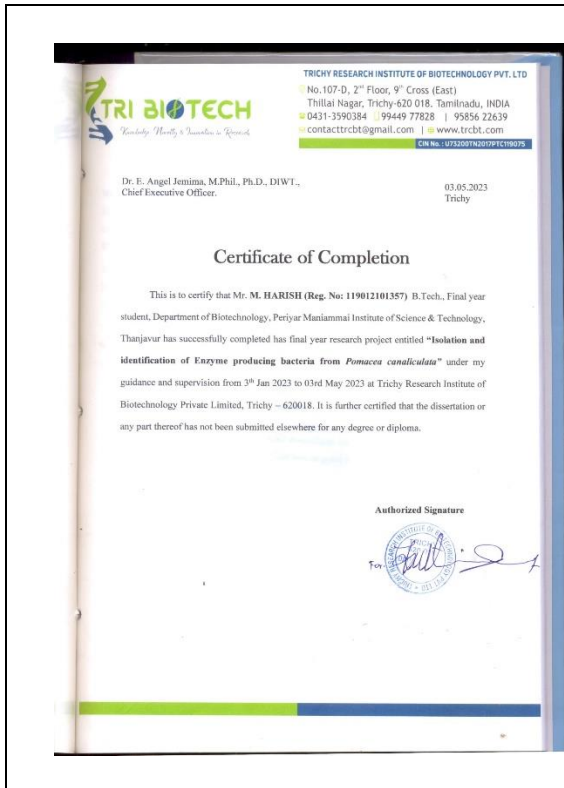 TRI BIOTECH
TRICHY RESEARCH INSTITUTE OF BIOTECHNOLOGY PVT. LTD
No.107-D, 2nd Floor, 9th Cross (East)
Thillai Nagar, Trichy-620 018. Tamilnadu, INDIA
0431-3590384 | 99449 77828 | 95856 22639
contacttrcbt@gmail.com | www.trcbt.com
CIN No. : U73200TN2017PTC119075
Dr. E. Angel Jemima, M.Phil., Ph.D., DIWT.,
Chief Executive Officer.
03.05.2023
Trichy
Certificate of Completion
This is to certify that Mr. M. HARISH (Reg. No: 119012101357) B.Tech., Final year
student, Department of Biotechnology, Periyar Maniammai Institute of Science & Technology,
Thanjavur has successfully completed has final year research project entitled "Isolation and
identification of Enzyme producing bacteria from Pomacea canaliculata" under my
guidance and supervision from 3th Jan 2023 to 03rd May 2023 at Trichy Research Institute of
Biotechnology Private Limited, Trichy – 620018. It is further certified that the dissertation or
any part thereof has not been submitted elsewhere for any degree or diploma.
Authorized Signature
For